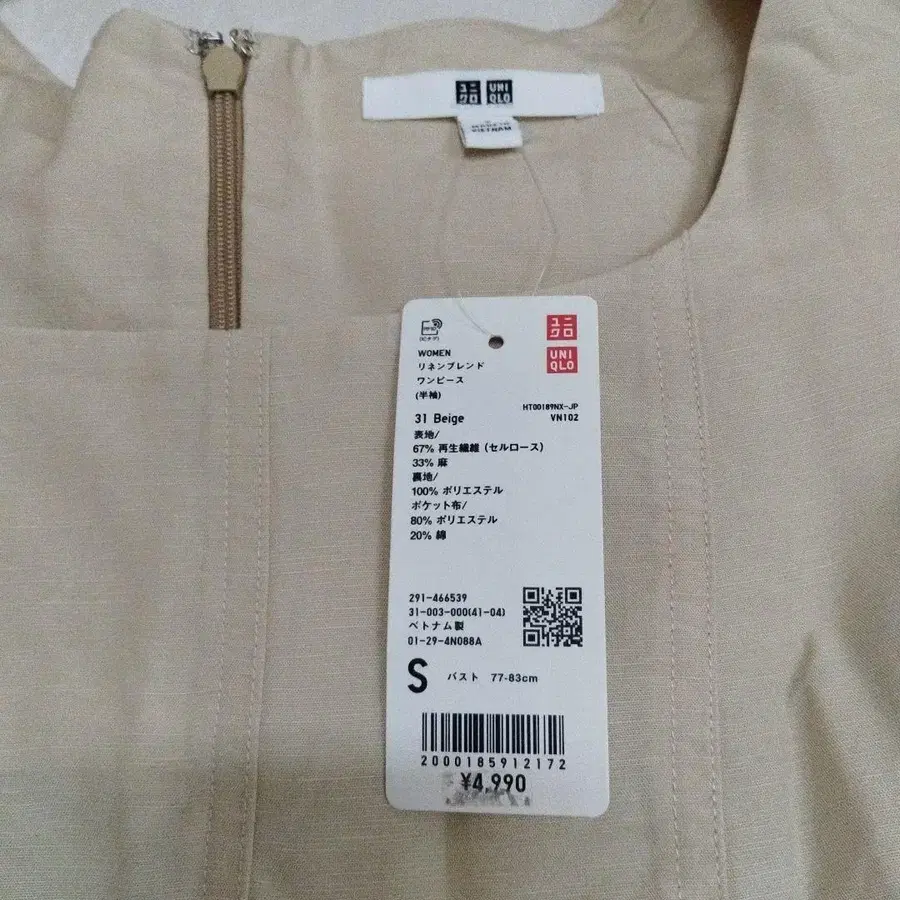 ユニ
クロ
UNI
QLO
S
MADE IN
VIETNAM
RFID
(ICタグ)
ユニ
クロ
UNI
QLO
WOMEN
リネンブレンド
ワンピース
(半袖)
HT00189NX-JP
31 Beige
VN102
表地/
67% 再生繊維 (セルロース)
33% 麻
裏地/
100% ポリエステル
ポケット布/
80% ポリエステル
20% 綿
291-466539
31-003-000(41-04)
ベトナム製
01-29-4N088A
S バスト 77-83cm
2000185912172
¥4,990